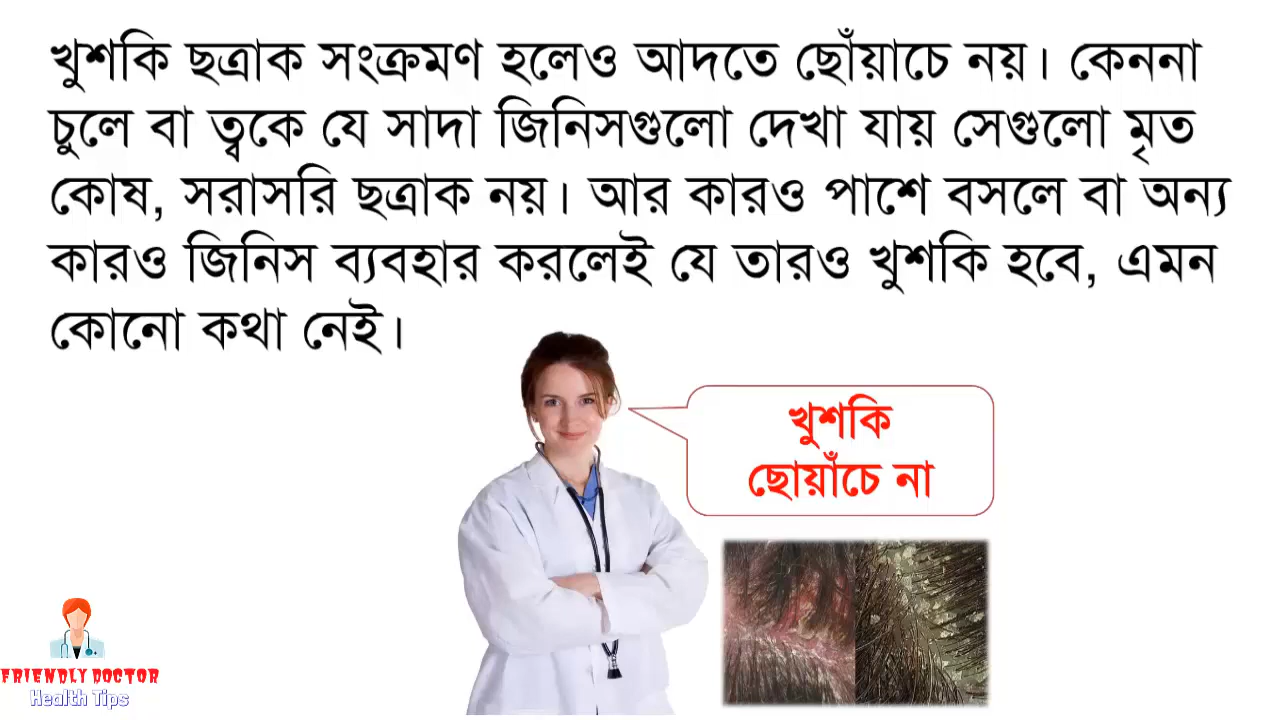 খুশকি ছত্রাক সংক্রমণ হলেও আদতে ছোঁয়াচে নয়। কেননা
চুলে বা ত্বকে যে সাদা জিনিসগুলো দেখা যায় সেগুলো মৃত
কোষ, সরাসরি ছত্রাক নয়। আর কারও পাশে বসলে বা অন্য
কারও জিনিস ব্যবহার করলেই যে তারও খুশকি হবে, এমন
কোনো কথা নেই।
খুশকি
ছোয়াঁচে না
FRIENDLY DOCTOR
Health Tips